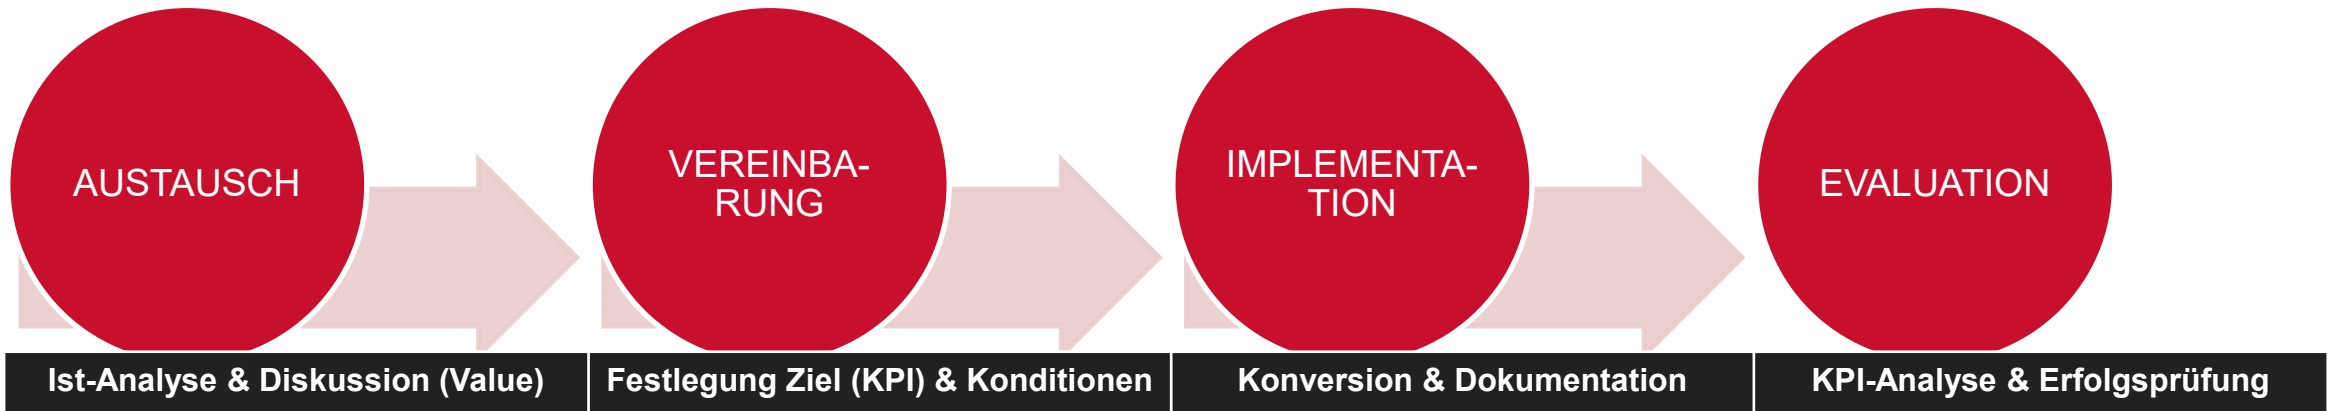 AUSTAUSCH
VEREINBA-
RUNG
IMPLEMENTA-
TION
EVALUATION
Ist-Analyse & Diskussion (Value)
Festlegung Ziel (KPI) & Konditionen
Konversion & Dokumentation
KPI-Analyse & Erfolgsprüfung